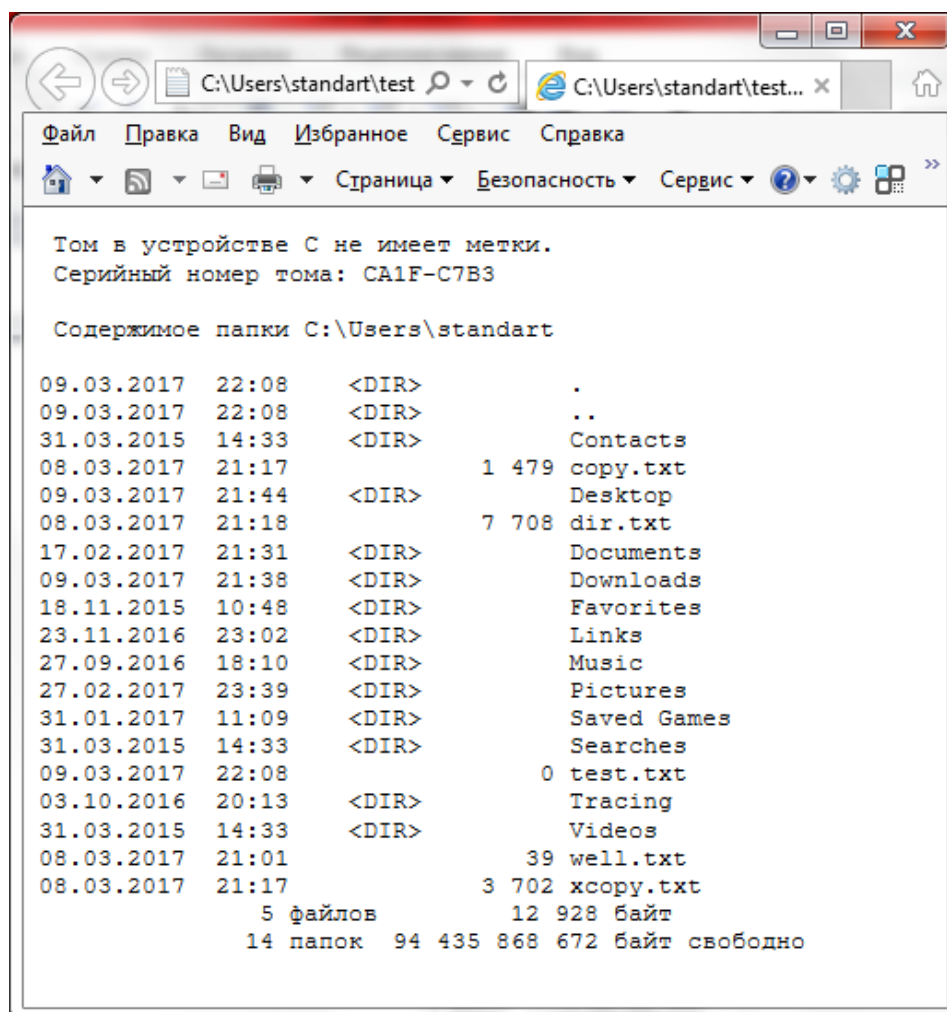 C:\Users\standart\test C:\Users\standart\test...
Файл Правка Вид Избранное Сервис Справка
Страница Безопасность Сервис
Том в устройстве C не имеет метки.
Серийный номер тома: CA1F-C7B3
Содержимое папки C:\Users\standart
09.03.2017 22:08 <DIR> .
09.03.2017 22:08 <DIR> ..
31.03.2015 14:33 <DIR> Contacts
08.03.2017 21:17 1 479 copy.txt
09.03.2017 21:44 <DIR> Desktop
08.03.2017 21:18 7 708 dir.txt
17.02.2017 21:31 <DIR> Documents
09.03.2017 21:38 <DIR> Downloads
18.11.2015 10:48 <DIR> Favorites
23.11.2016 23:02 <DIR> Links
27.09.2016 18:10 <DIR> Music
27.02.2017 23:39 <DIR> Pictures
31.01.2017 11:09 <DIR> Saved Games
31.03.2015 14:33 <DIR> Searches
09.03.2017 22:08 0 test.txt
03.10.2016 20:13 <DIR> Tracing
31.03.2015 14:33 <DIR> Videos
08.03.2017 21:01 39 well.txt
08.03.2017 21:17 3 702 xcopy.txt
5 файлов 12 928 байт
14 папок 94 435 868 672 байт свободно